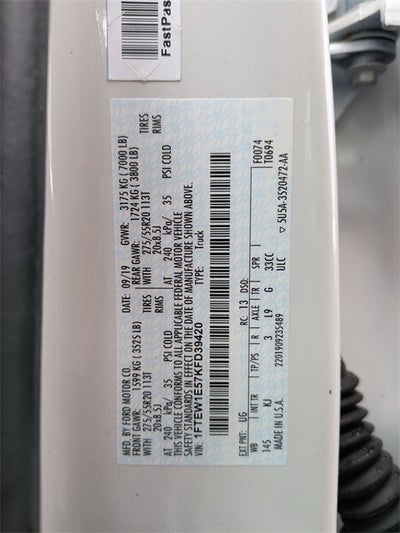 FastPas
MFD. BY FORD MOTOR CO.
DATE: 09/19
GVWR: 3175 KG ( 7000 LB)
FRONT GAWR: 1599 KG ( 3525 LB)
REAR GAWR: 1724 KG ( 3800 LB)
WITH 275/55R20 113T TIRES
WITH 275/55R20 113T TIRES
20x8.5J RIMS
20x8.5J RIMS
AT 240 kPa/ 35 PSI COLD
AT 240 kPa/ 35 PSI COLD
THIS VEHICLE CONFORMS TO ALL APPLICABLE FEDERAL MOTOR VEHICLE
SAFETY STANDARDS IN EFFECT ON THE DATE OF MANUFACTURE SHOWN ABOVE.
VIN: 1FTEW1E57KFD39420
TYPE: Truck
F0074
T0694
EXT PNT: UG RC: 13 DSO:
WB INT TR TP/PS R AXLE TR SPR
145 KJ 3 L9 G 33CC
ULC
MADE IN U.S.A. 2201909235489
▽ 5U5A-3520472-AA